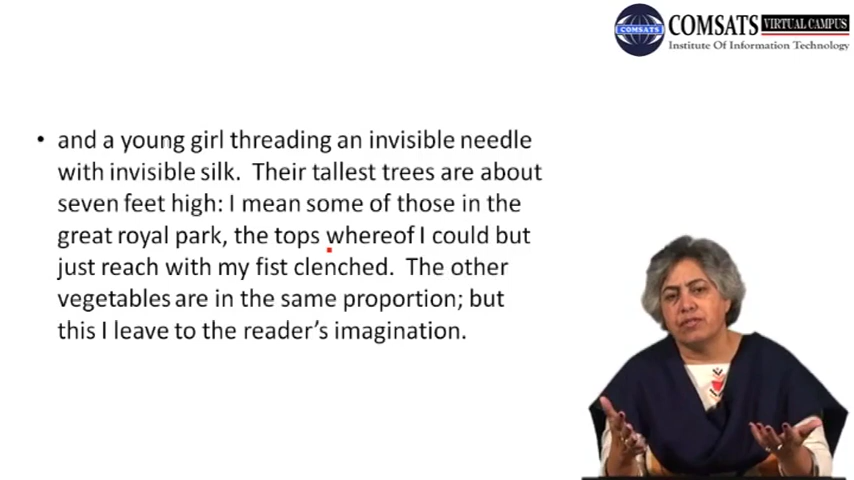 COMSATS VIRTUAL CAMPUS
COMSATS
Institute Of Information Technology
• and a young girl threading an invisible needle
with invisible silk. Their tallest trees are about
seven feet high: I mean some of those in the
great royal park, the tops whereof I could but
just reach with my fist clenched. The other
vegetables are in the same proportion; but
this I leave to the reader’s imagination.